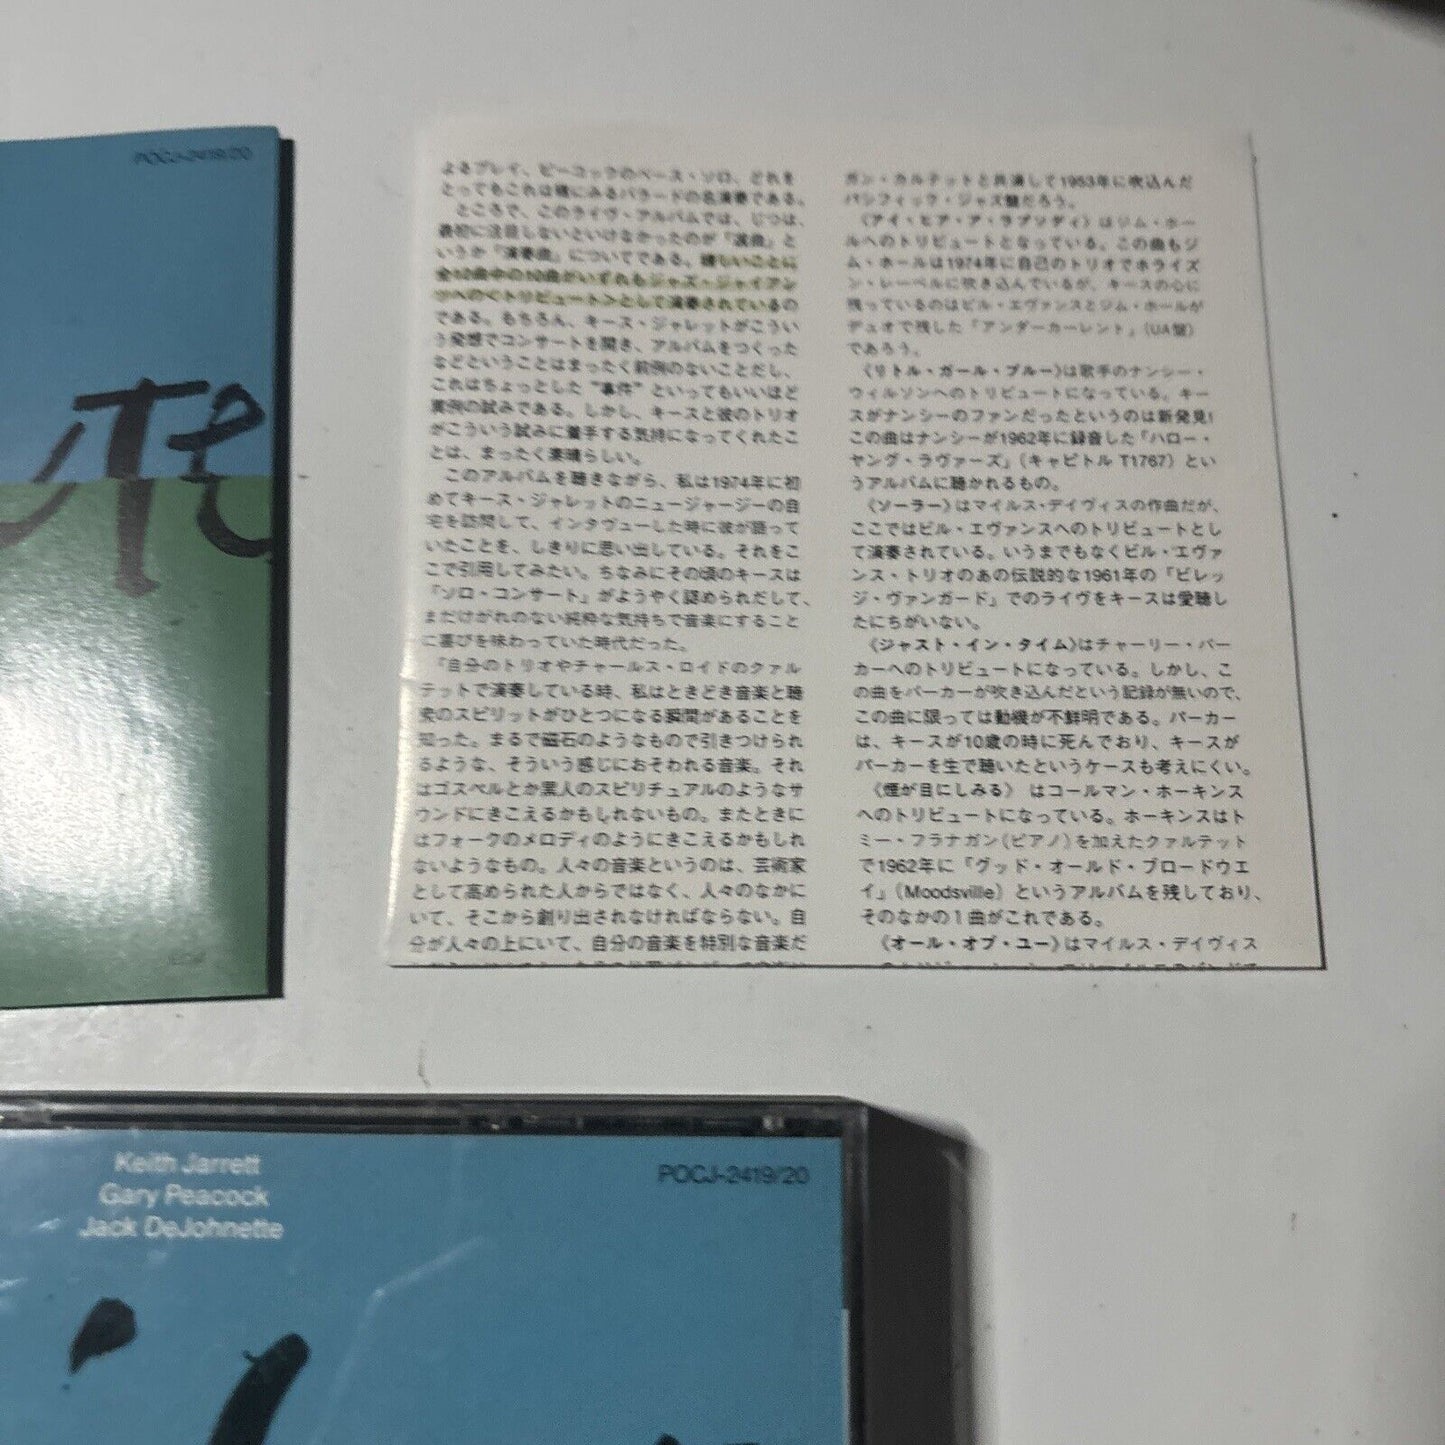 POCJ-2419/20
よるプレイ、ピーコックのベース・ソロ、どれを
とってもこれは稀にみるバラードの名演奏である。
ところで、このライヴ・アルバムでは、じつは、
最初に注目しないといけなかったのが「選曲」と
いうか「演奏曲」についてである。嬉しいことに
全12曲中の10曲がいずれもジャズ・ジャイアン
ツへの<トリビュート>として演奏されているの
である。もちろん、キース・ジャレットがこうい
う発想でコンサートを開き、アルバムをつくった
などということはまったく前例のないことだし、
これはちょっとした“事件”といってもいいほど
異例の試みである。しかし、キースと彼のトリオ
がこういう試みに着手する気持になってくれたこ
とは、まったく素晴らしい。
このアルバムを聴きながら、私は1974年に初
めてキース・ジャレットのニュージャージーの自
宅を訪問して、インタヴューした時に彼が語って
いたことを、しきりに思い出している。それをこ
こで引用してみたい。ちなみにその頃のキースは
「ソロ・コンサート」がようやく認められだして、
まだけがれのない純粋な気持ちで音楽にすること
に喜びを味わっていた時代だった。
「自分のトリオやチャールス・ロイドのクァル
テットで演奏している時、私はときどき音楽と聴
衆のスピリットがひとつになる瞬間があることを
知った。まるで磁石のようなもので引きつけられ
るような、そういう感じにおそわれる音楽。それ
はゴスペルとか黒人のスピリチュアルのようなサ
ウンドにきこえるかもしれないもの。またときに
はフォークのメロディのようにきこえるかもしれ
ないようなもの。人々の音楽というのは、芸術家
として高められた人からではなく、人々のなかに
いて、そこから創り出されなければならない。自
分が人々の上にいて、自分の音楽を特別な音楽だ
ガン・カルテットと共演して1953年に吹込んだ
パシフィック・ジャズ盤だろう。
《アイ・ヒア・ア・ラプソディ》はジム・ホー
ルへのトリビュートとなっている。この曲もジ
ム・ホールは1974年に自己のトリオでホライズ
ン・レーベルに吹き込んでいるが、キースの心に
残っているのはビル・エヴァンスとジム・ホールが
デュオで残した「アンダーカーレント」(UA盤)
であろう。
《リトル・ガール・ブルー》は歌手のナンシー・
ウィルソンへのトリビュートになっている。キー
スがナンシーのファンだったというのは新発見!
この曲はナンシーが1962年に録音した「ハロー・
ヤング・ラヴァーズ」(キャピトル T1767) とい
うアルバムに聴かれるもの。
《ソーラー》はマイルス・デイヴィスの作曲だが、
ここではビル・エヴァンスへのトリビュートとし
て演奏されている。いうまでもなくビル・エヴァ
ンス・トリオのあの伝説的な1961年の「ビレッ
ジ・ヴァンガード」でのライヴをキースは愛聴し
たにちがいない。
《ジャスト・イン・タイム》はチャーリー・パー
カーへのトリビュートになっている。しかし、こ
の曲をパーカーが吹き込んだという記録が無いので、
この曲に限っては動機が不鮮明である。パーカー
は、キースが10歳の時に死んでおり、キースが
パーカーを生で聴いたというケースも考えにくい。
《煙が目にしみる》 はコールマン・ホーキンス
へのトリビュートになっている。ホーキンスはト
ミー・フラナガン(ピアノ)を加えたクァルテット
で1962年に「グッド・オールド・ブロードウエ
イ」(Moodsville) というアルバムを残しており、
そのなかの1曲がこれである。
《オール・オブ・ユー》はマイルス・デイヴィス
ECM
Keith Jarrett
Gary Peacock
Jack DeJohnette
POCJ-2419/20